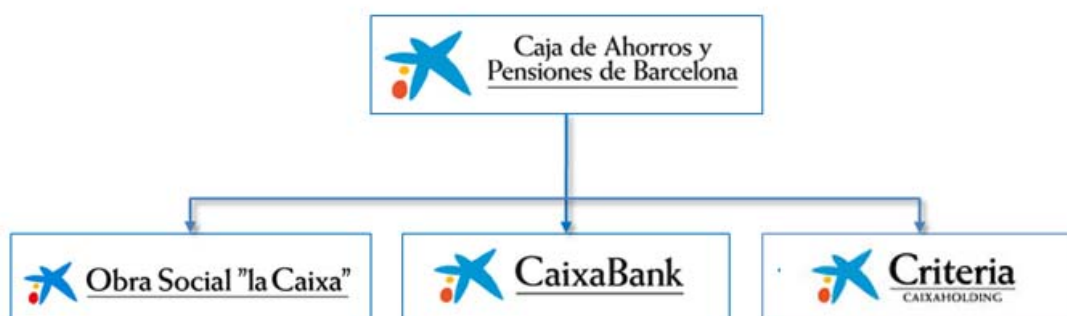 Caja de Ahorros y
Pensiones de Barcelona
Obra Social "la Caixa"
CaixaBank
Criteria
CAIXAHOLDING